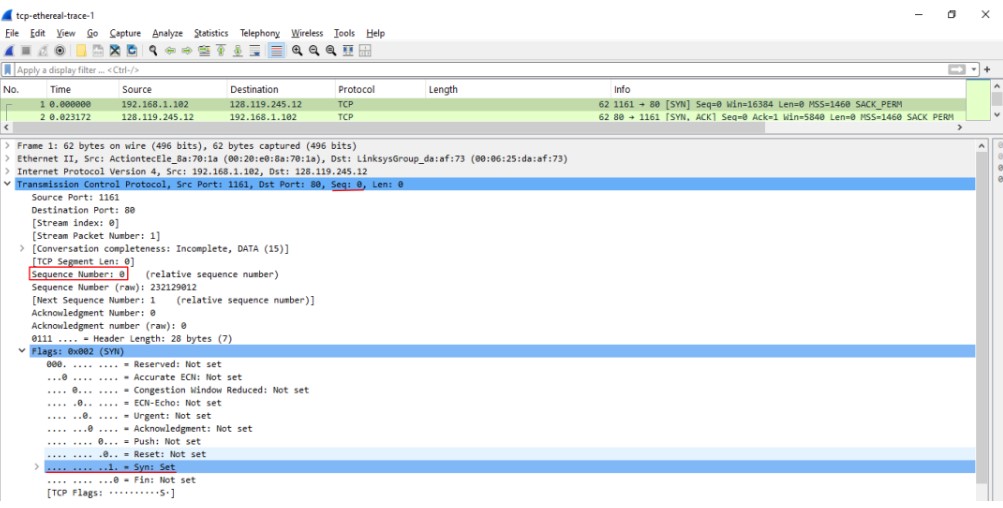 tcp-ethereal-trace-1
File Edit View Go Capture Analyze Statistics Telephony Wireless Tools Help
Apply a display filter ... <Ctrl-/>
No. Time Source Destination Protocol Length Info
1 0.000000 192.168.1.102 128.119.245.12 TCP 62 1161 → 80 [SYN] Seq=0 Win=16384 Len=0 MSS=1460 SACK_PERM
2 0.023172 128.119.245.12 192.168.1.102 TCP 62 80 → 1161 [SYN, ACK] Seq=0 Ack=1 Win=5840 Len=0 MSS=1460 SACK PERM
Frame 1: 62 bytes on wire (496 bits), 62 bytes captured (496 bits)
Ethernet II, Src: ActiontecEle_8a:70:1a (00:20:e0:8a:70:1a), Dst: LinksysGroup_da:af:73 (00:06:25:da:af:73)
Internet Protocol Version 4, Src: 192.168.1.102, Dst: 128.119.245.12
Transmission Control Protocol, Src Port: 1161, Dst Port: 80, Seq: 0, Len: 0
Source Port: 1161
Destination Port: 80
[Stream index: 0]
[Stream Packet Number: 1]
[Conversation completeness: Incomplete, DATA (15)]
[TCP Segment Len: 0]
Sequence Number: 0 (relative sequence number)
Sequence Number (raw): 232129012
[Next Sequence Number: 1 (relative sequence number)]
Acknowledgment Number: 0
Acknowledgment number (raw): 0
0111 .... = Header Length: 28 bytes (7)
Flags: 0x002 (SYN)
000. .... .... = Reserved: Not set
...0 .... .... = Accurate ECN: Not set
.... 0... .... = Congestion Window Reduced: Not set
.... .0.. .... = ECN-Echo: Not set
.... ..0. .... = Urgent: Not set
.... ...0 .... = Acknowledgment: Not set
.... .... 0... = Push: Not set
.... .... .0.. = Reset: Not set
.... .... ..1. = Syn: Set
.... .... ...0 = Fin: Not set
[TCP Flags: ··········S·]